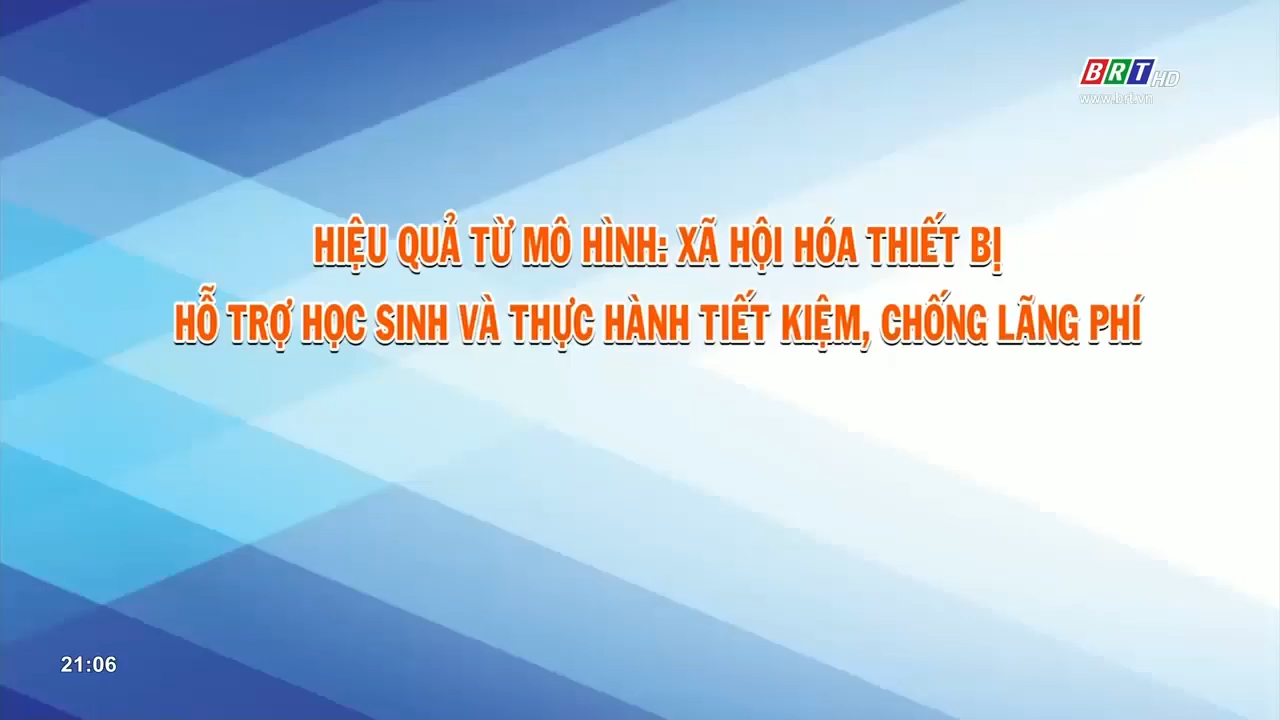 BRT HD
www.brt.vn
HIỆU QUẢ TỪ MÔ HÌNH: XÃ HỘI HÓA THIẾT BỊ
HỖ TRỢ HỌC SINH VÀ THỰC HÀNH TIẾT KIỆM, CHỐNG LÃNG PHÍ
21:06